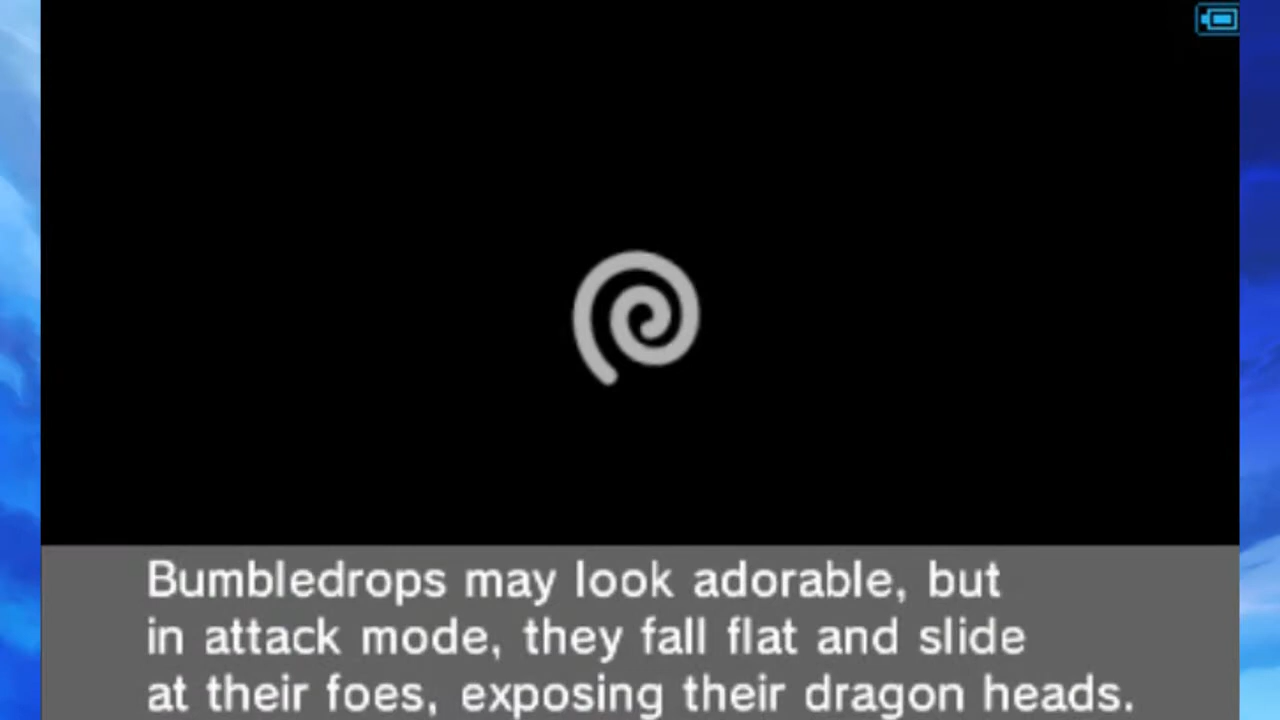 Bumbledrops may look adorable, but
in attack mode, they fall flat and slide
at their foes, exposing their dragon heads.